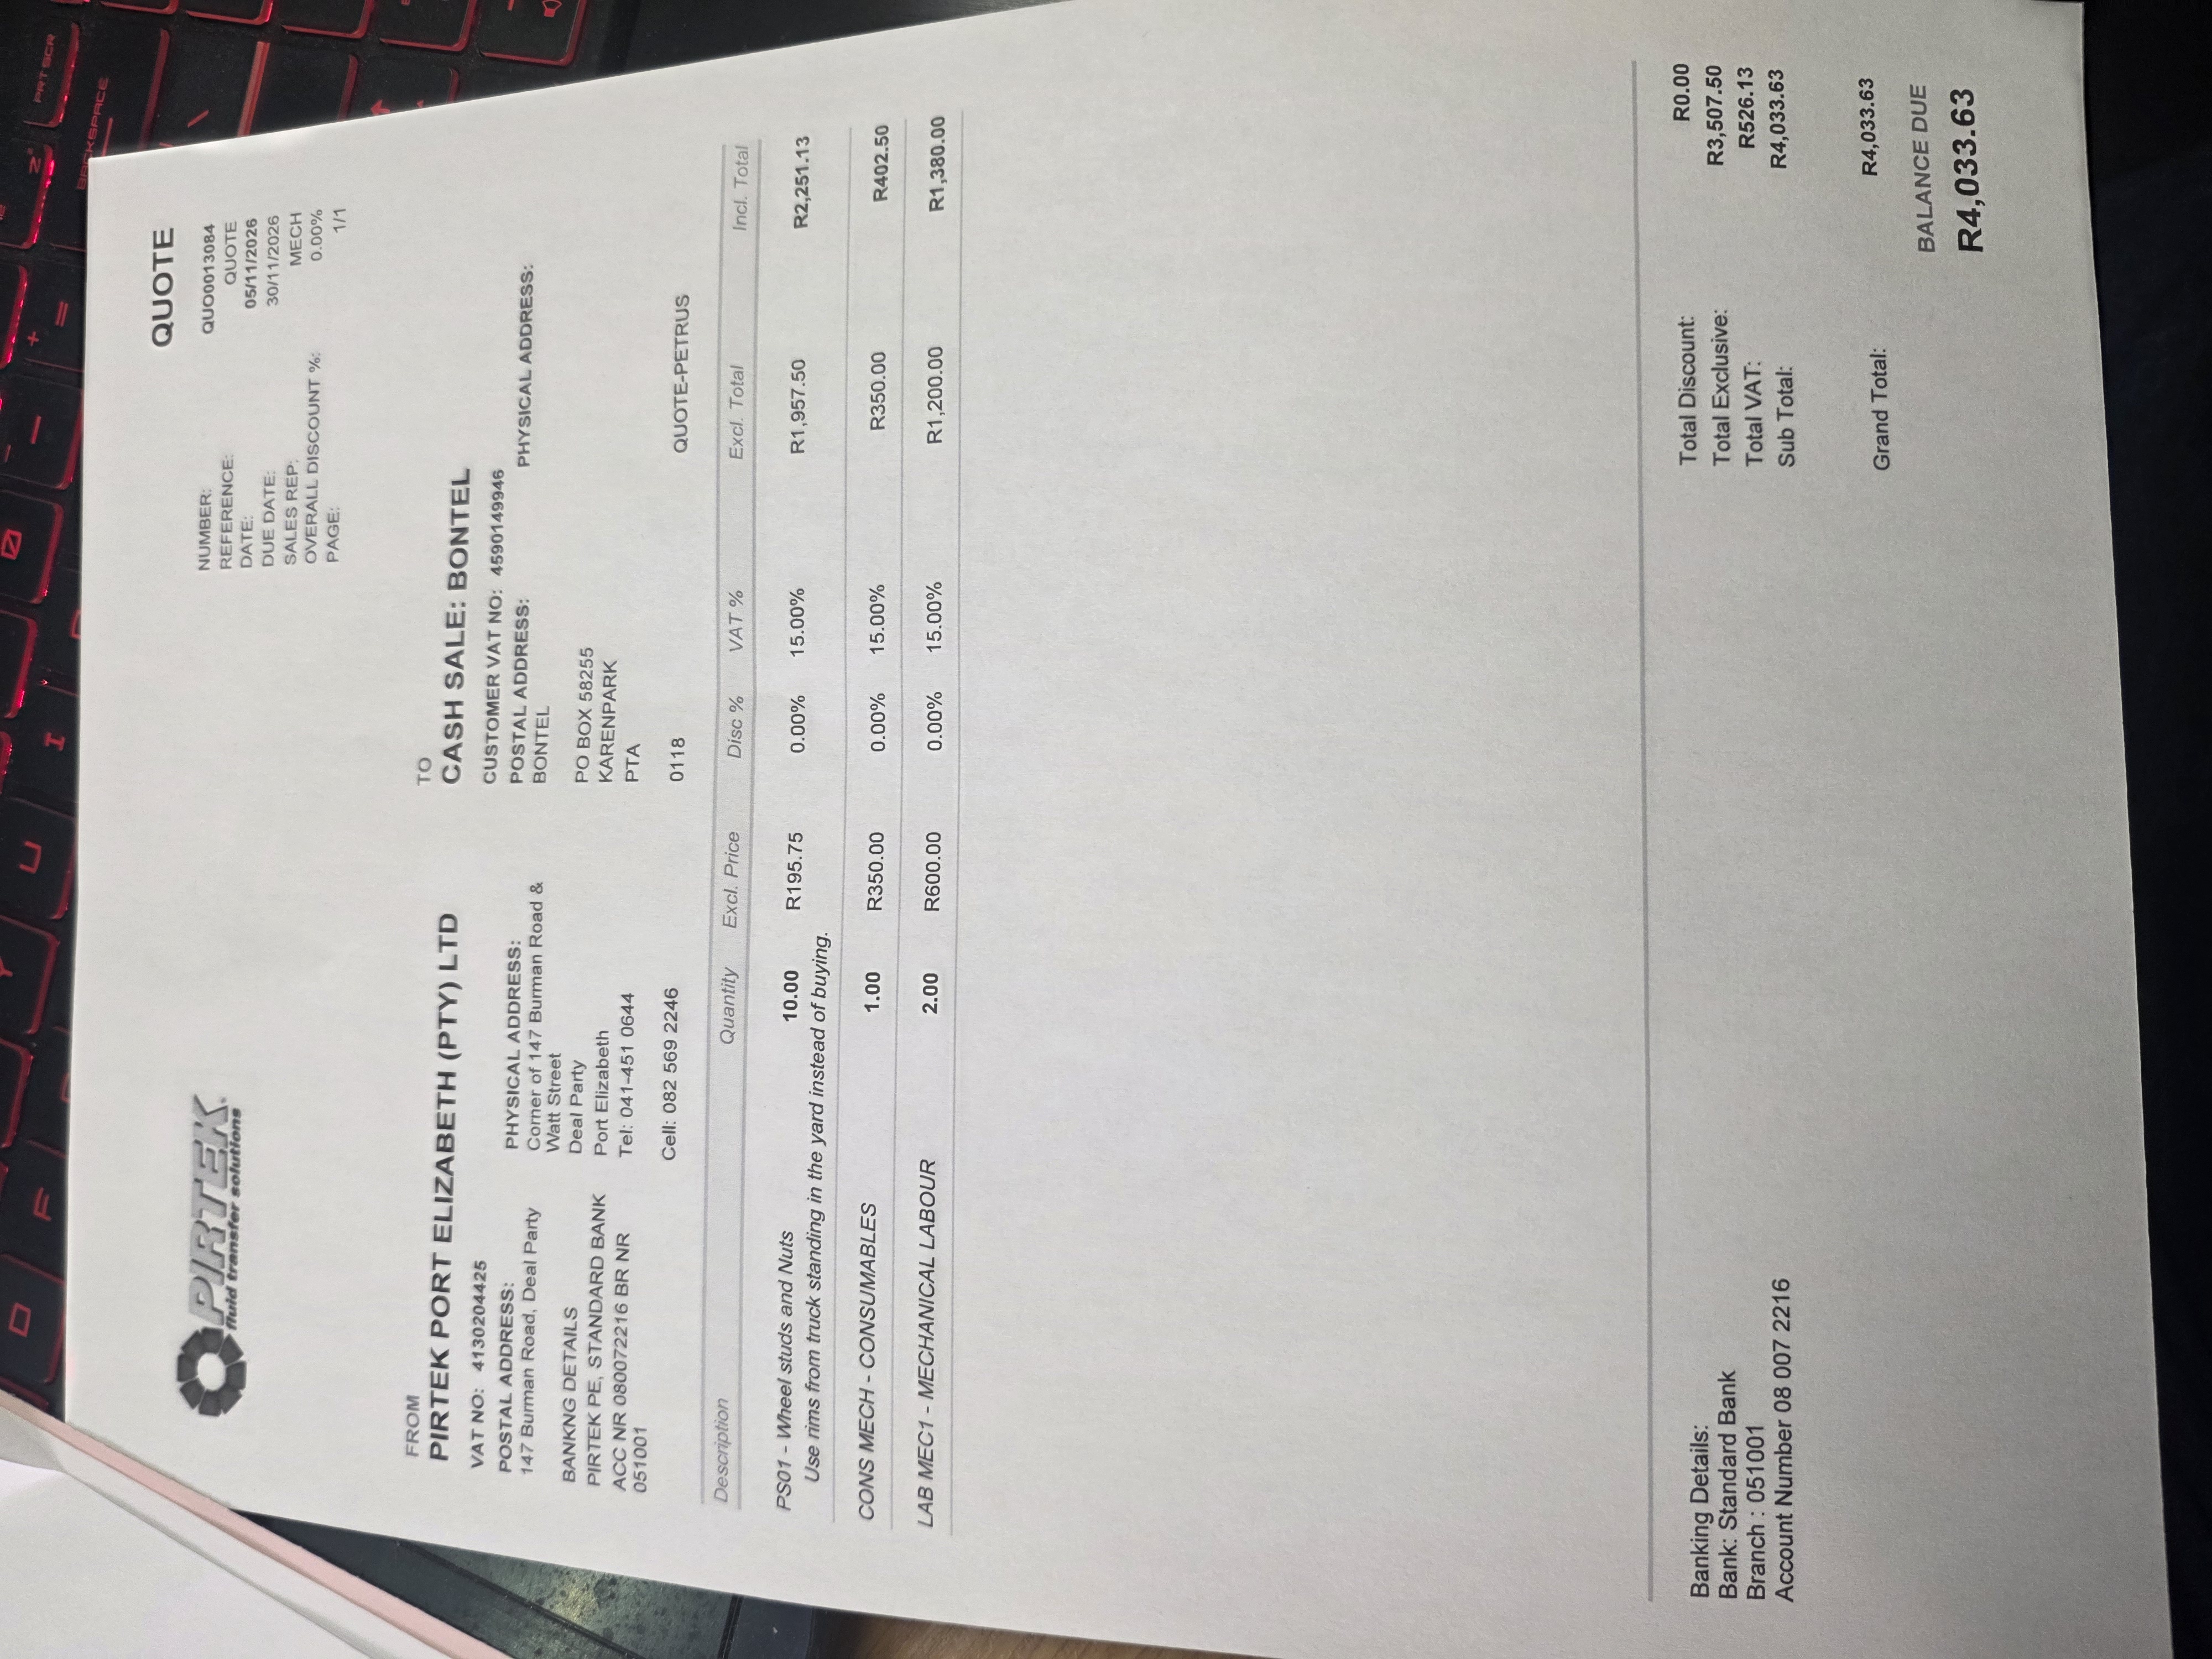 QUOTE
PIRTEK
fluid transfer solutions
NUMBER: QUO0013084
REFERENCE: QUOTE
DATE: 05/11/2026
DUE DATE: 30/11/2026
SALES REP: MECH
OVERALL DISCOUNT %: 0.00%
PAGE: 1/1
FROM
PIRTEK PORT ELIZABETH (PTY) LTD
VAT NO: 4130204425
POSTAL ADDRESS:
147 Burman Road, Deal Party
BANKNG DETAILS
PIRTEK PE, STANDARD BANK
ACC NR 080072216 BR NR
051001
PHYSICAL ADDRESS:
Corner of 147 Burman Road &
Watt Street
Deal Party
Port Elizabeth
Tel: 041-451 0644
Cell: 082 569 2246
TO
CASH SALE: BONTEL
CUSTOMER VAT NO: 4590149946
POSTAL ADDRESS:
BONTEL
PO BOX 58255
KARENPARK
PTA
0118
PHYSICAL ADDRESS:
QUOTE-PETRUS
Description Quantity Excl. Price Disc % VAT % Excl. Total Incl. Total
PS01 - Wheel studs and Nuts 10.00 R195.75 0.00% 15.00% R1,957.50 R2,251.13
Use rims from truck standing in the yard instead of buying.
CONS MECH - CONSUMABLES 1.00 R350.00 0.00% 15.00% R350.00 R402.50
LAB MEC1 - MECHANICAL LABOUR 2.00 R600.00 0.00% 15.00% R1,200.00 R1,380.00
Banking Details:
Bank: Standard Bank
Branch : 051001
Account Number 08 007 2216
Total Discount: R0.00
Total Exclusive: R3,507.50
Total VAT: R526.13
Sub Total: R4,033.63
Grand Total: R4,033.63
BALANCE DUE
R4,033.63
PRT SCR
BACKSPACE